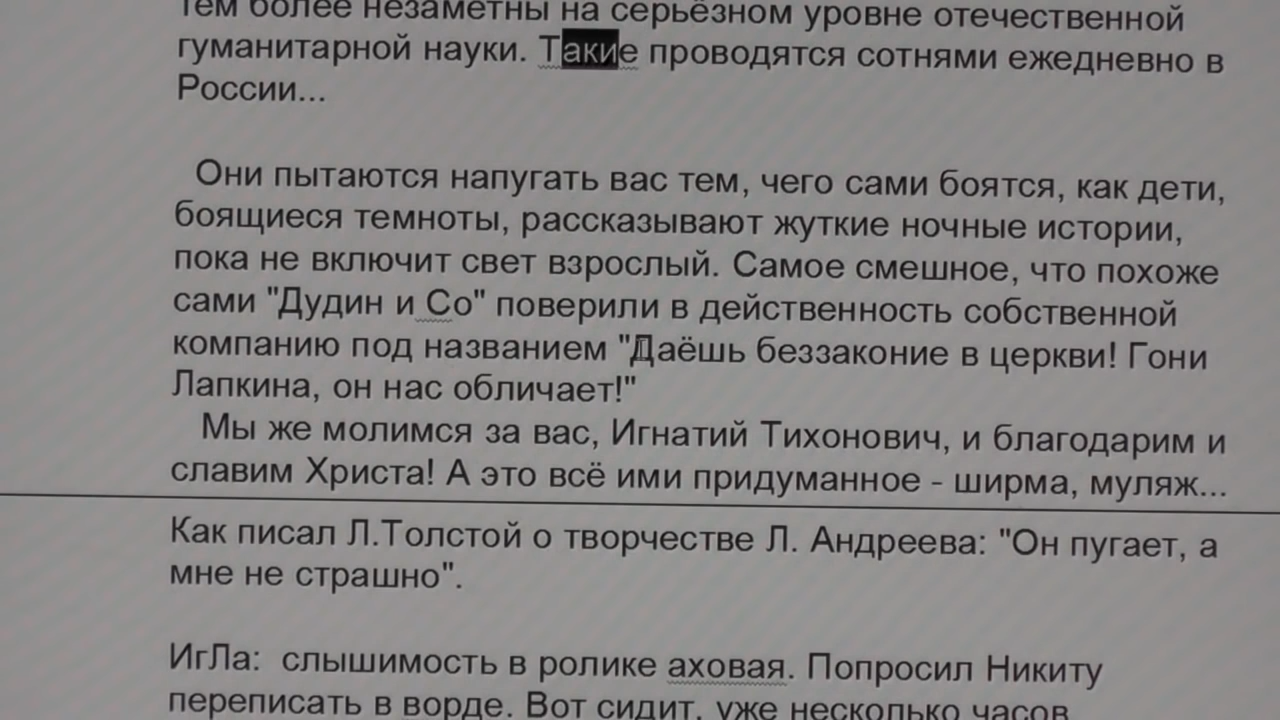 тем более незаметны на серьёзном уровне отечественной
гуманитарной науки. Такие проводятся сотнями ежедневно в
России...
Они пытаются напугать вас тем, чего сами боятся, как дети,
боящиеся темноты, рассказывают жуткие ночные истории,
пока не включит свет взрослый. Самое смешное, что похоже
сами "Дудин и Со" поверили в действенность собственной
компанию под названием "Даёшь беззаконие в церкви! Гони
Лапкина, он нас обличает!"
Мы же молимся за вас, Игнатий Тихонович, и благодарим и
славим Христа! А это всё ими придуманное - ширма, муляж...
Как писал Л.Толстой о творчестве Л. Андреева: "Он пугает, а
мне не страшно".
ИгЛа: слышимость в ролике аховая. Попросил Никиту
переписать в ворде. Вот сидит, уже несколько часов